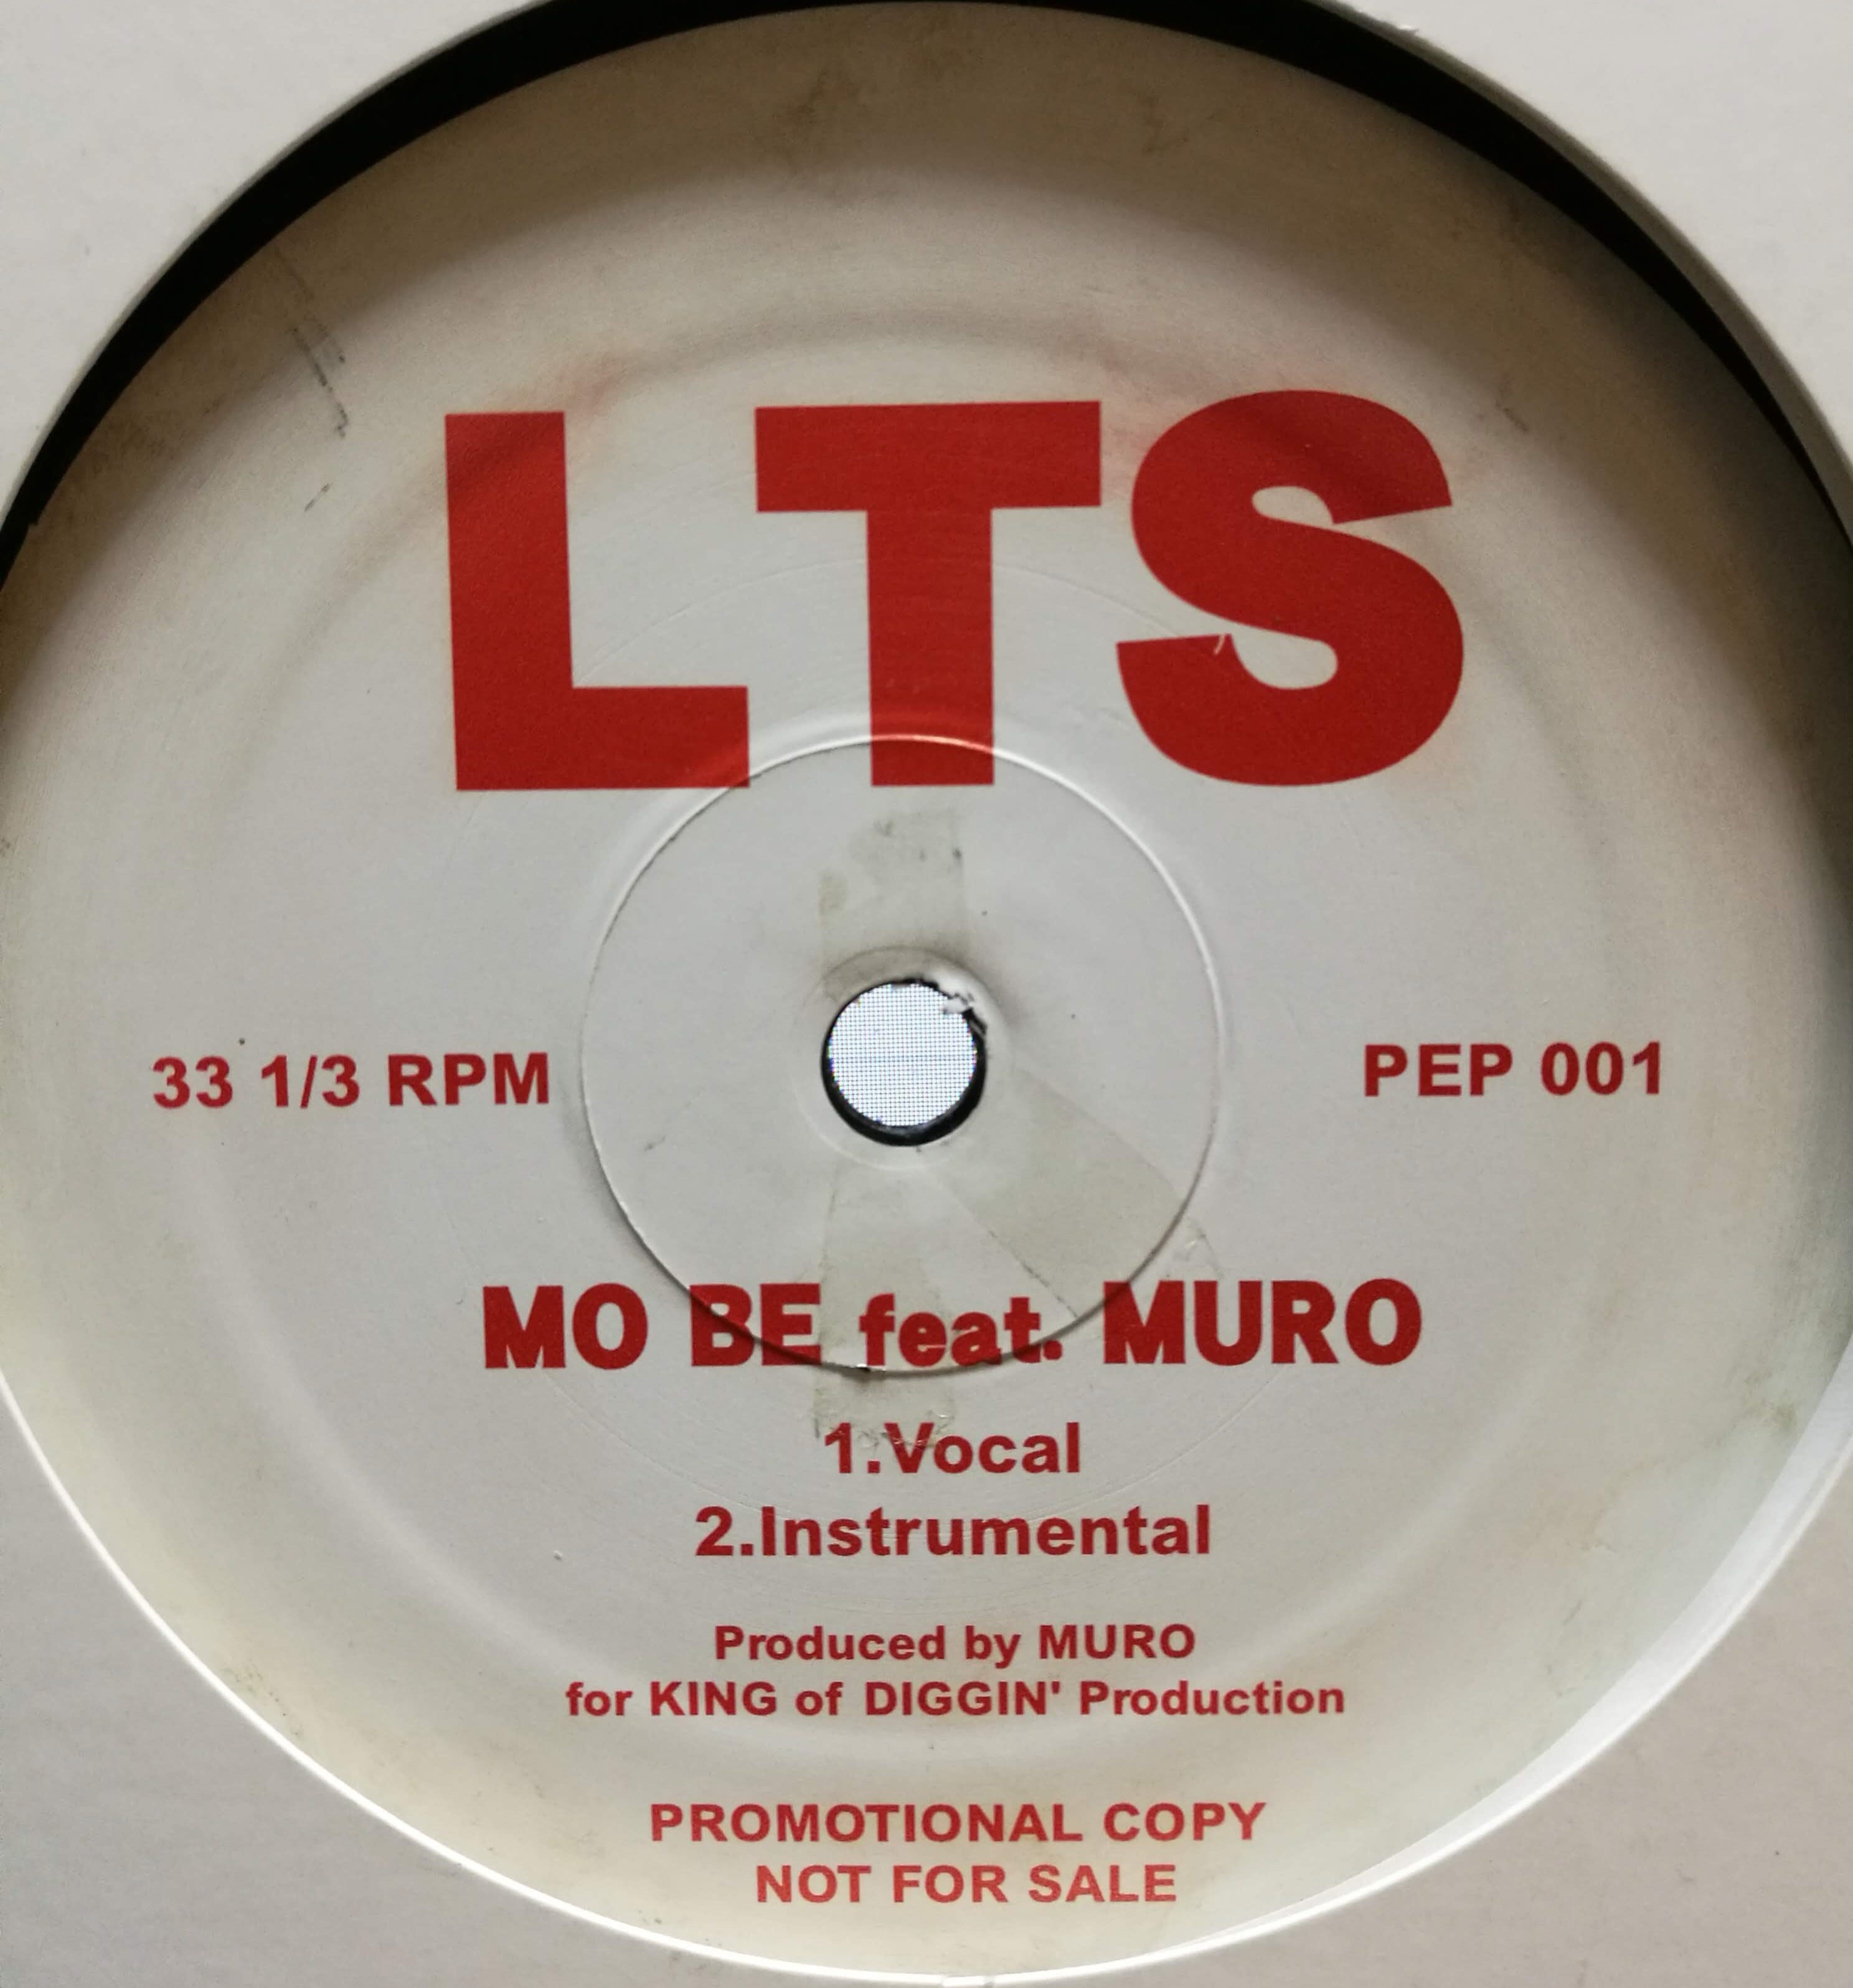 LTS
33 1/3 RPM
PEP 001
MO BE feat. MURO
1.Vocal
2.Instrumental
Produced by MURO
for KING of DIGGIN' Production
PROMOTIONAL COPY
NOT FOR SALE